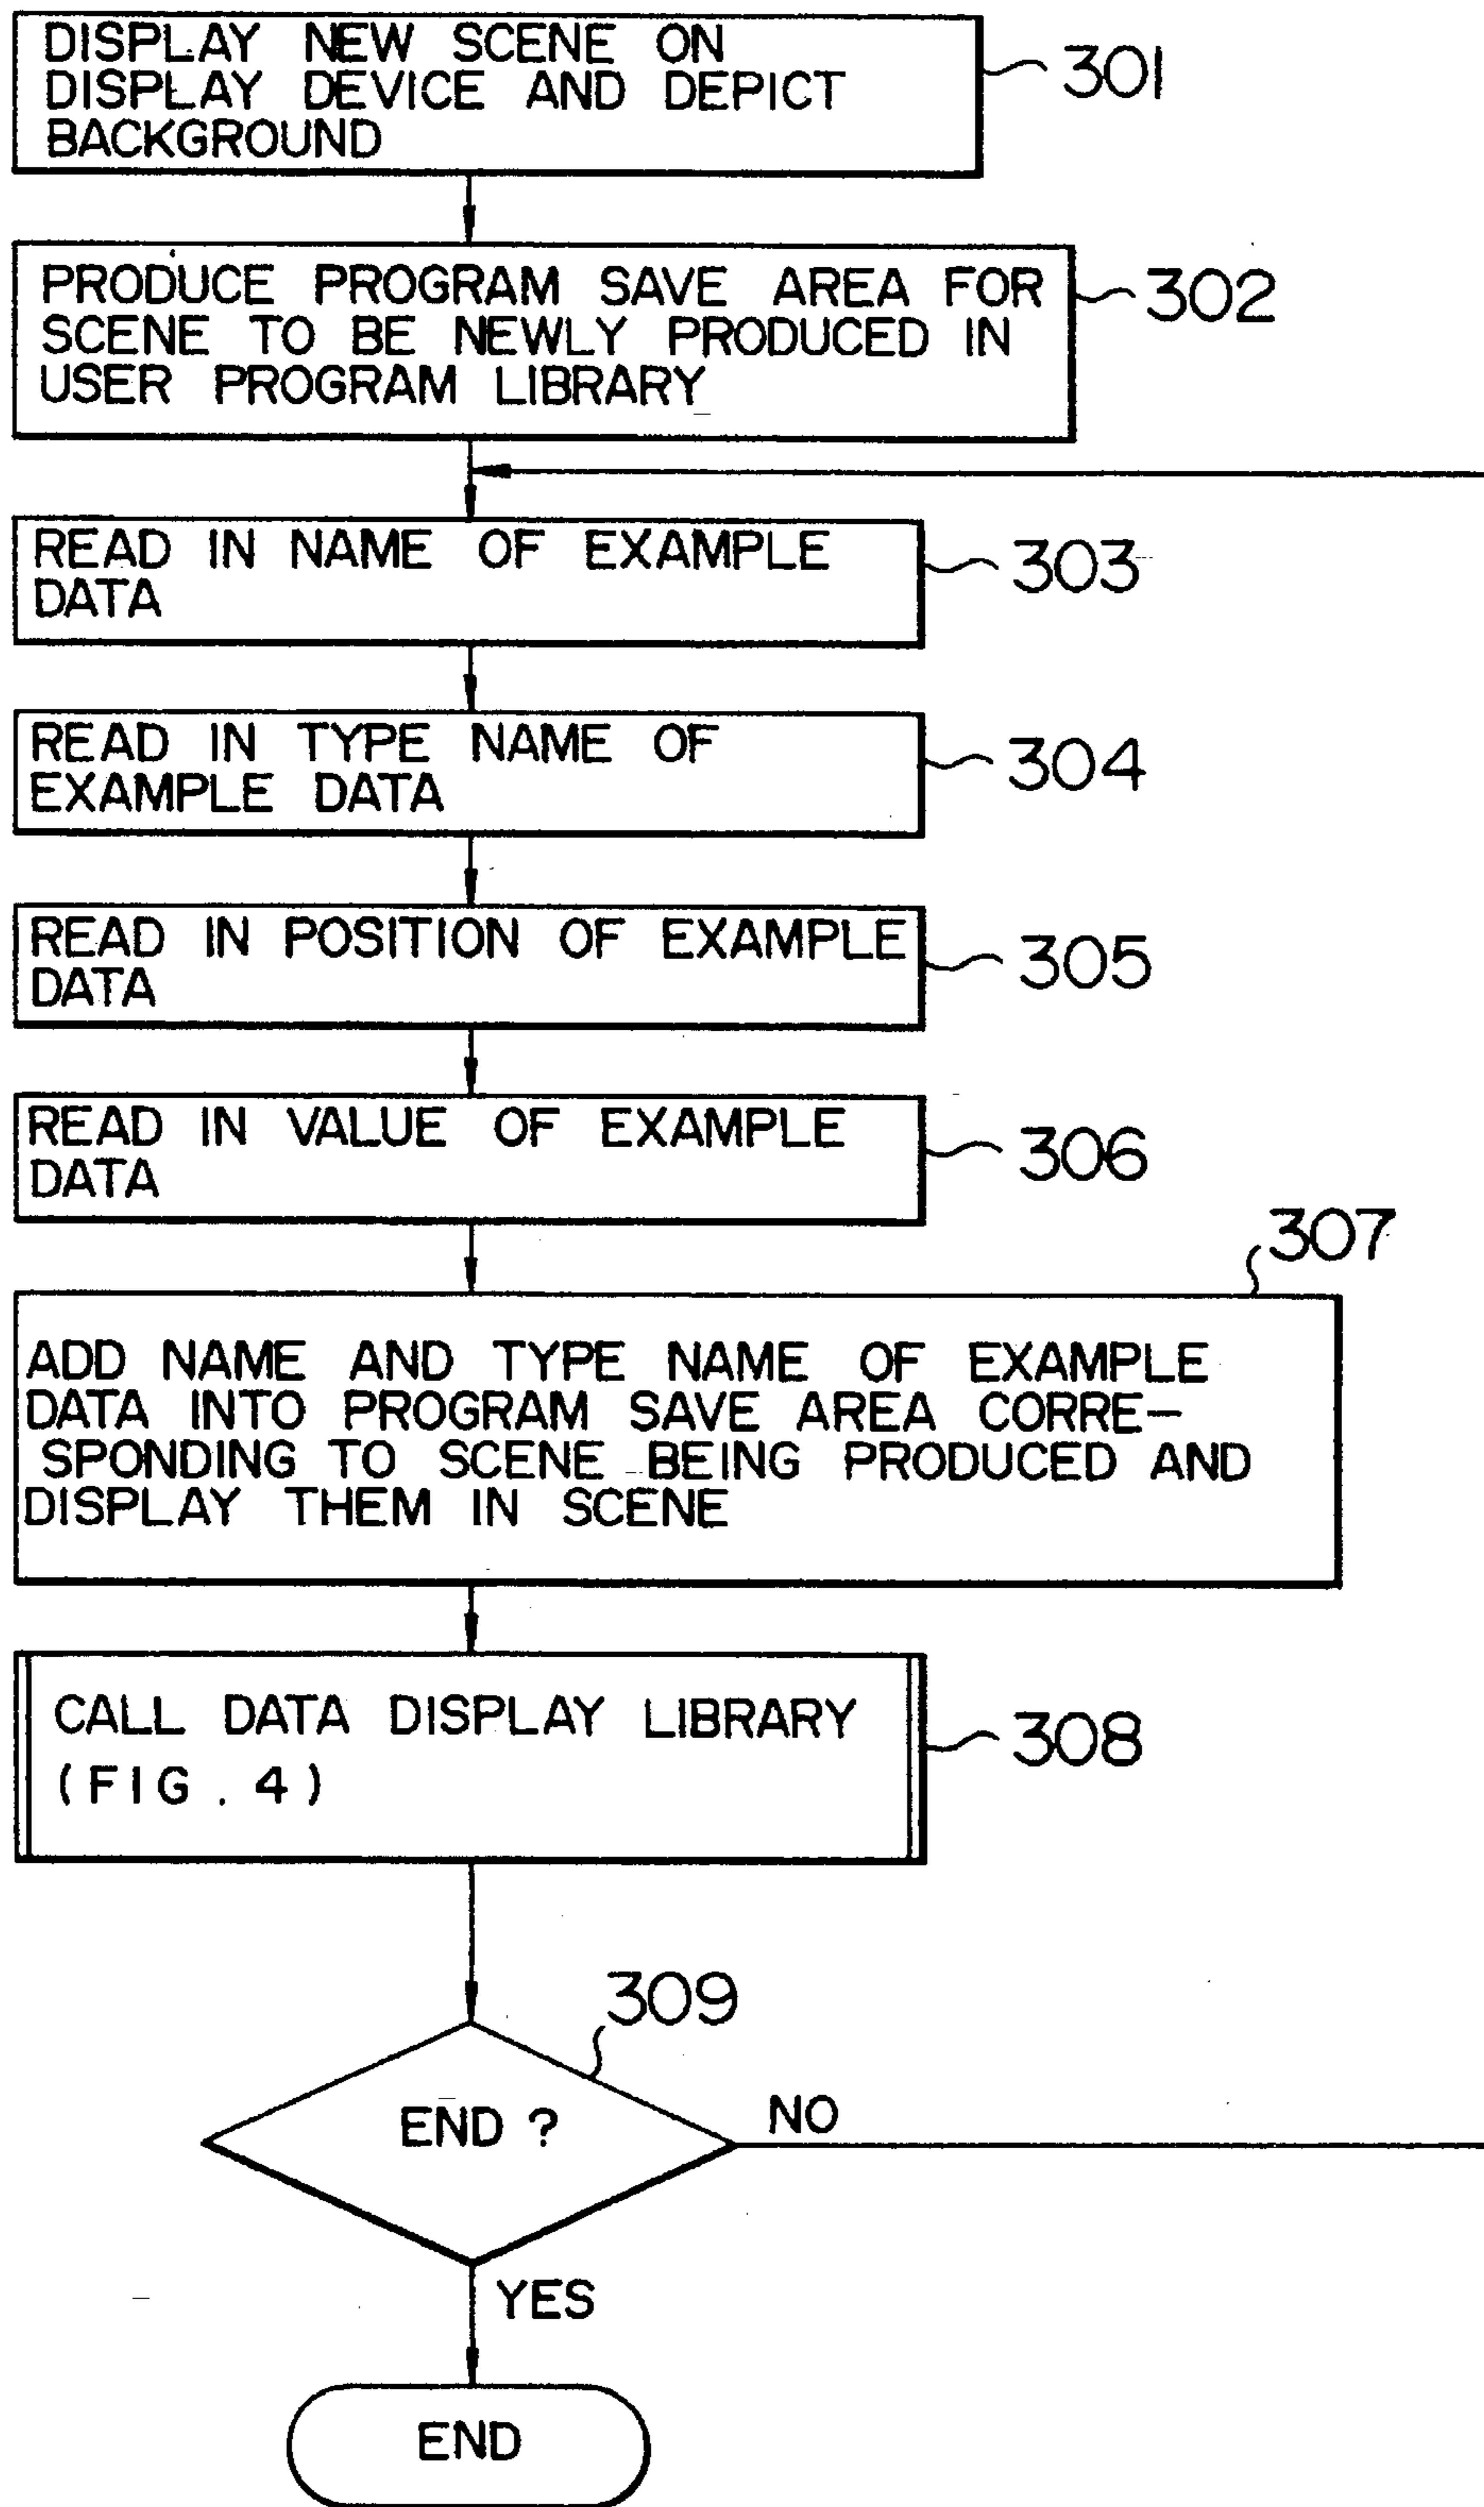 DISPLAY NEW SCENE ON
DISPLAY DEVICE AND DEPICT
BACKGROUND
301
PRODUCE PROGRAM SAVE AREA FOR
SCENE TO BE NEWLY PRODUCED IN
USER PROGRAM LIBRARY
302
READ IN NAME OF EXAMPLE
DATA
303
READ IN TYPE NAME OF
EXAMPLE DATA
304
READ IN POSITION OF EXAMPLE
DATA
305
READ IN VALUE OF EXAMPLE
DATA
306
307
ADD NAME AND TYPE NAME OF EXAMPLE
DATA INTO PROGRAM SAVE AREA CORRE-
SPONDING TO SCENE BEING PRODUCED AND
DISPLAY THEM IN SCENE
CALL DATA DISPLAY LIBRARY
(FIG. 4)
308
309
END ?
NO
YES
END